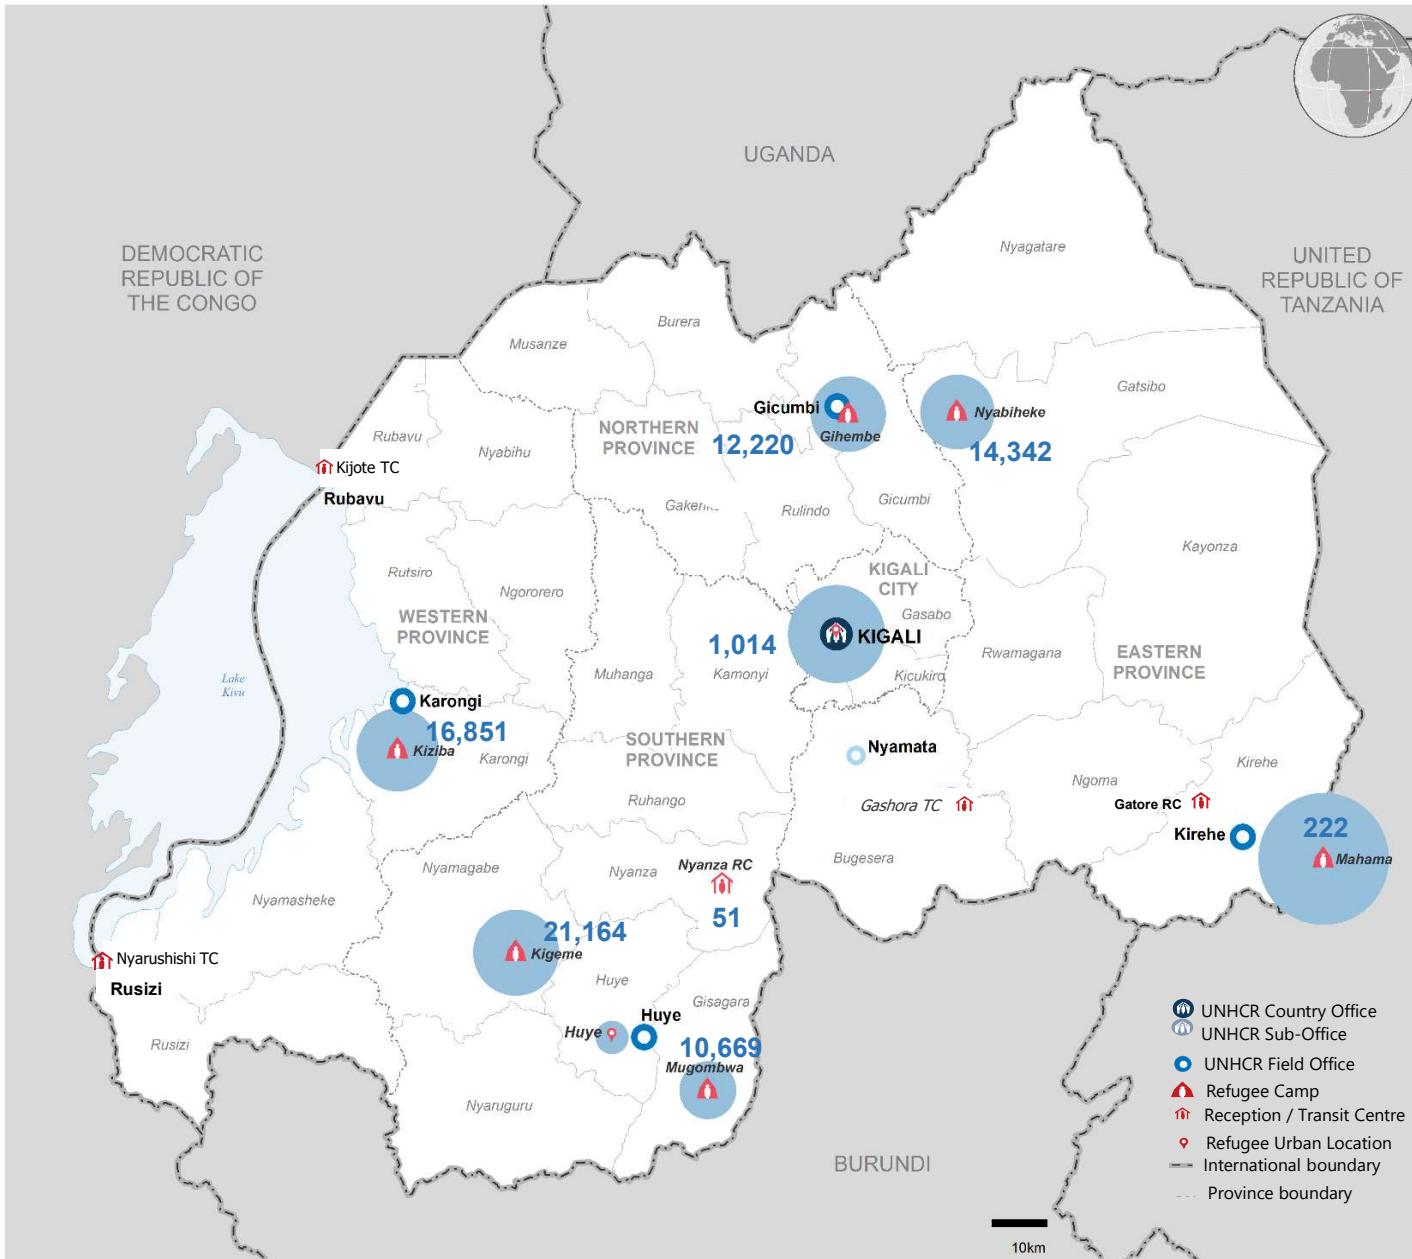 UGANDA
DEMOCRATIC
REPUBLIC OF
THE CONGO
Nyagatare
UNITED
REPUBLIC OF
TANZANIA
Burera
Musanze
Gatsibo
Gicumbi
Nyabiheke
Rubavu
NORTHERN
PROVINCE
12,220
Gihembe
14,342
Nyabihu
Kijote TC
Rubavu
Gicumbi
Rulindo
Kayonza
Rutsiro
Ngororero
KIGALI
CITY
Gasabo
WESTERN
PROVINCE
1,014
KIGALI
Rwamagana
EASTERN
PROVINCE
Muhanga
Kamonyi
Kicukiro
Lake
Kivu
Karongi
16,851
Kiziba
Karongi
SOUTHERN
PROVINCE
Nyamata
Kirehe
Ngoma
Ruhango
Gashora TC
Gatore RC
Kirehe
222
Mahama
Bugesera
Nyamagabe
Nyanza
Nyanza RC
51
Nyamasheke
21,164
Kigeme
Nyarushishi TC
Rusizi
Huye
Gisagara
Huye
Huye
Rusizi
10,669
Mugombwa
Nyaruguru
BURUNDI
UNHCR Country Office
UNHCR Sub-Office
UNHCR Field Office
Refugee Camp
Reception / Transit Centre
Refugee Urban Location
International boundary
Province boundary
10km